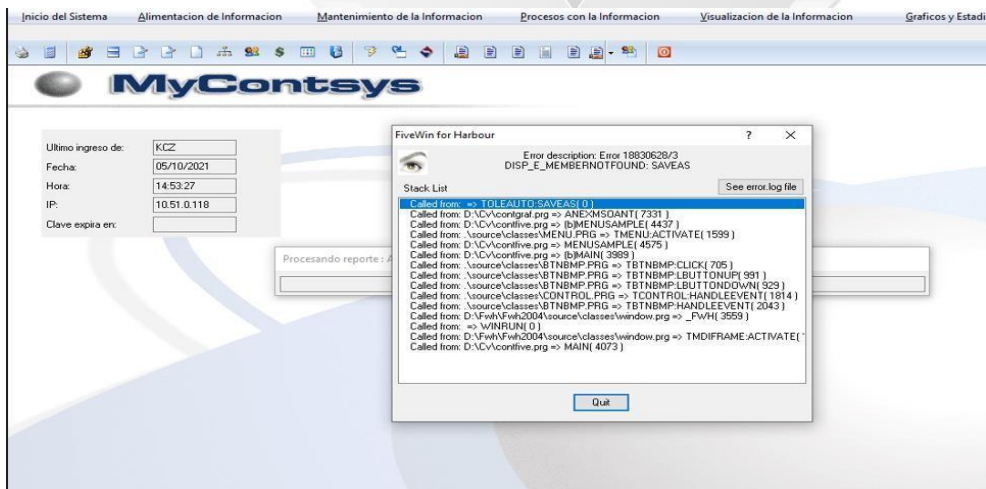 Inicio del Sistema Alimentacion de Informacion Mantenimiento de la Informacion Procesos con la Informacion Visualizacion de la Informacion Graficos y Estadi
MyContsys
Ultimo ingreso de: KCZ
Fecha: 05/10/2021
Hora: 14:53:27
IP: 10.51.0.118
Clave expira en:
Procesando reporte : A
FiveWin for Harbour ? X
Error description: Error 18830628/3
DISP_E_MEMBERNOTFOUND: SAVEAS
Stack List See error.log file
Called from: => TOLEAUTO:SAVEAS( 0 )
Called from: D:\Cv\contgraf.prg => ANEXMSOANT( 7331 )
Called from: D:\Cv\contfive.prg => (b)MENUSAMPLE( 4437 )
Called from: .\source\classes\MENU.PRG => TMENU:ACTIVATE( 1599 )
Called from: D:\Cv\contfive.prg => MENUSAMPLE( 4575 )
Called from: D:\Cv\contfive.prg => (b)MAIN( 3989 )
Called from: .\source\classes\BTNBMP.PRG => TBTNBMP:CLICK( 705 )
Called from: .\source\classes\BTNBMP.PRG => TBTNBMP:LBUTTONUP( 991 )
Called from: .\source\classes\BTNBMP.PRG => TBTNBMP:LBUTTONDOWN( 929 )
Called from: .\source\classes\CONTROL.PRG => TCONTROL:HANDLEEVENT( 1814 )
Called from: .\source\classes\BTNBMP.PRG => TBTNBMP:HANDLEEVENT( 2043 )
Called from: D:\Fwh\Fwh2004\source\classes\window.prg => _FWH( 3559 )
Called from: => WINRUN( 0 )
Called from: D:\Fwh\Fwh2004\source\classes\window.prg => TMDIFRAME:ACTIVATE(
Called from: D:\Cv\contfive.prg => MAIN( 4073 )
Quit